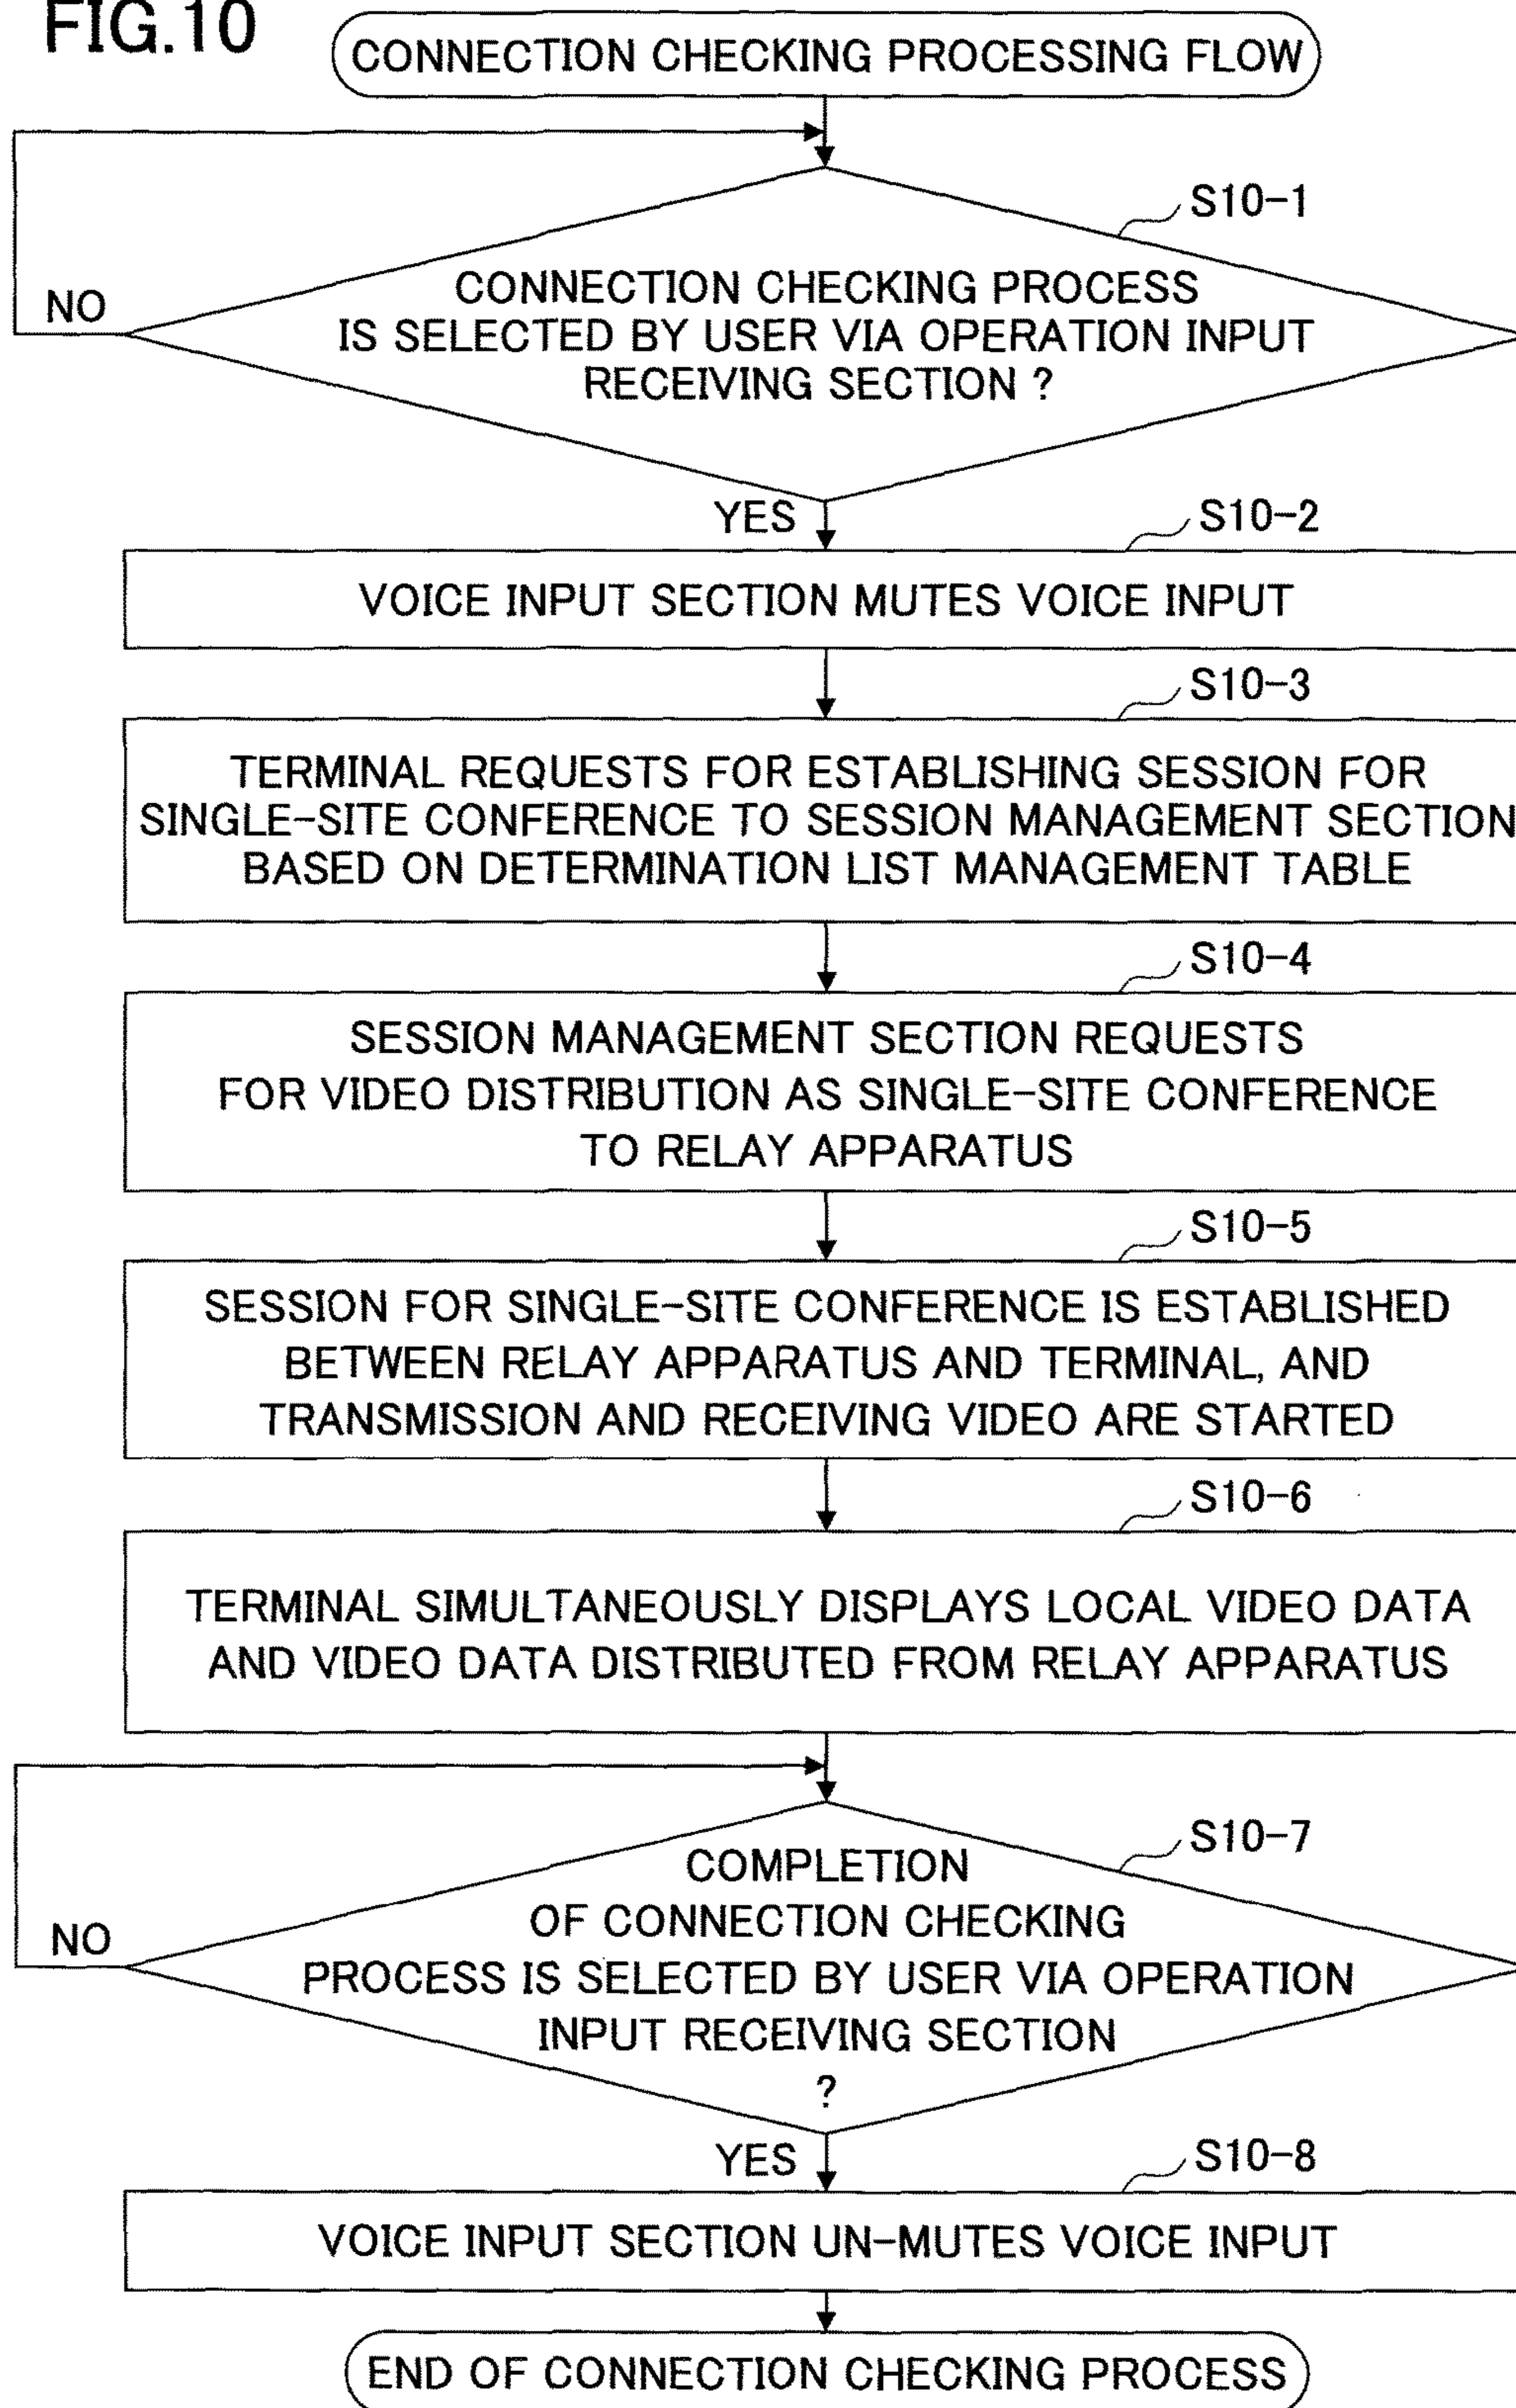 FIG.10
CONNECTION CHECKING PROCESSING FLOW
S10-1
CONNECTION CHECKING PROCESS
IS SELECTED BY USER VIA OPERATION INPUT
RECEIVING SECTION ?
NO
YES
S10-2
VOICE INPUT SECTION MUTES VOICE INPUT
S10-3
TERMINAL REQUESTS FOR ESTABLISHING SESSION FOR
SINGLE-SITE CONFERENCE TO SESSION MANAGEMENT SECTION
BASED ON DETERMINATION LIST MANAGEMENT TABLE
S10-4
SESSION MANAGEMENT SECTION REQUESTS
FOR VIDEO DISTRIBUTION AS SINGLE-SITE CONFERENCE
TO RELAY APPARATUS
S10-5
SESSION FOR SINGLE-SITE CONFERENCE IS ESTABLISHED
BETWEEN RELAY APPARATUS AND TERMINAL, AND
TRANSMISSION AND RECEIVING VIDEO ARE STARTED
S10-6
TERMINAL SIMULTANEOUSLY DISPLAYS LOCAL VIDEO DATA
AND VIDEO DATA DISTRIBUTED FROM RELAY APPARATUS
S10-7
COMPLETION
OF CONNECTION CHECKING
PROCESS IS SELECTED BY USER VIA OPERATION
INPUT RECEIVING SECTION
?
NO
YES
S10-8
VOICE INPUT SECTION UN-MUTES VOICE INPUT
END OF CONNECTION CHECKING PROCESS